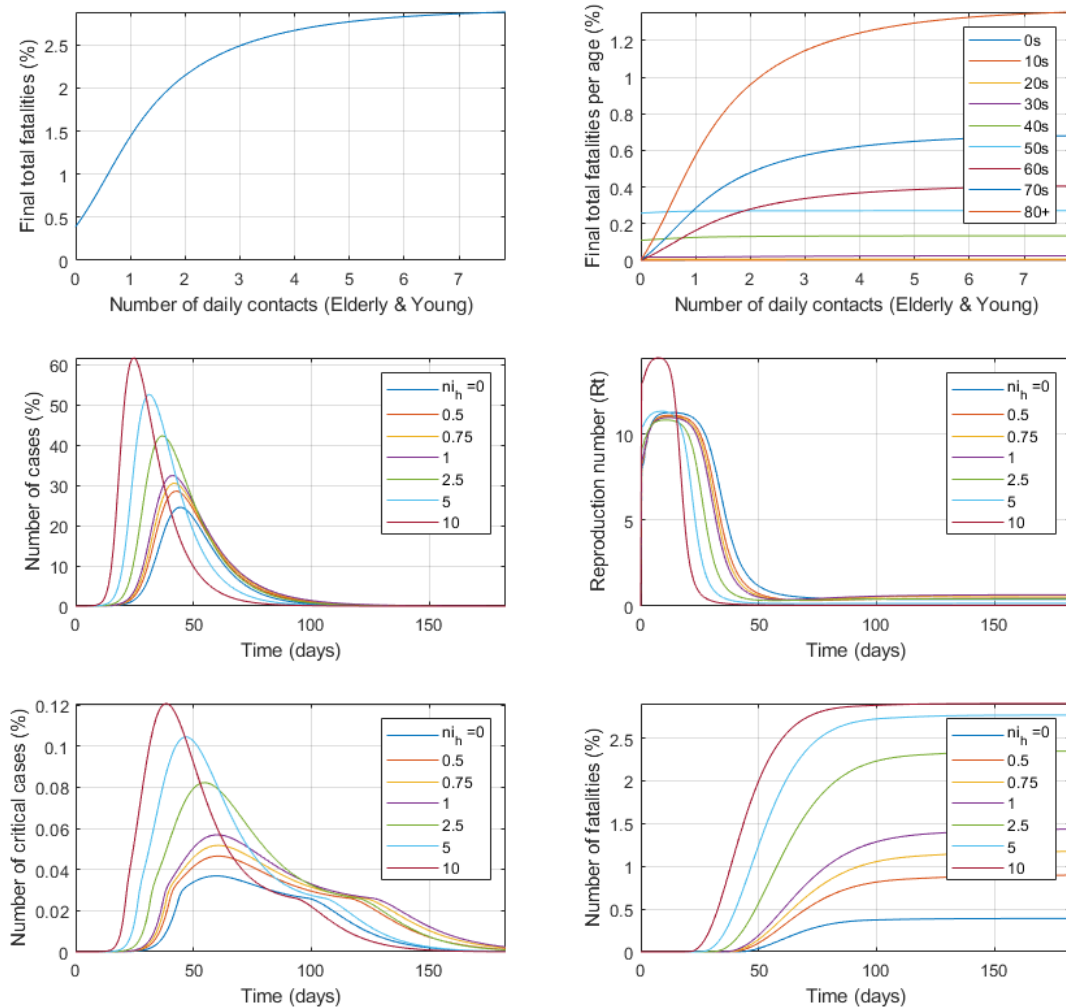 Final total fatalities (%)
2.5
2
1.5
1
0.5
0
0 1 2 3 4 5 6 7
Number of daily contacts (Elderly & Young)
Final total fatalities per age (%)
1.2
1
0.8
0.6
0.4
0.2
0
0 1 2 3 4 5 6 7
Number of daily contacts (Elderly & Young)
0s
10s
20s
30s
40s
50s
60s
70s
80+
Number of cases (%)
60
50
40
30
20
10
0
0 50 100 150
Time (days)
ni_h =0
0.5
0.75
1
2.5
5
10
Reproduction number (Rt)
10
5
0
0 50 100 150
Time (days)
ni_h =0
0.5
0.75
1
2.5
5
10
Number of critical cases (%)
0.12
0.1
0.08
0.06
0.04
0.02
0
0 50 100 150
Time (days)
ni_h =0
0.5
0.75
1
2.5
5
10
Number of fatalities (%)
2.5
2
1.5
1
0.5
0
0 50 100 150
Time (days)
ni_h =0
0.5
0.75
1
2.5
5
10